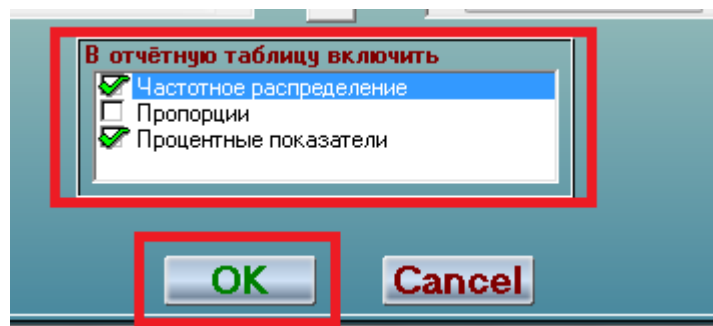 В отчётную таблицу включить
Частотное распределение
Пропорции
Процентные показатели
OK Cancel